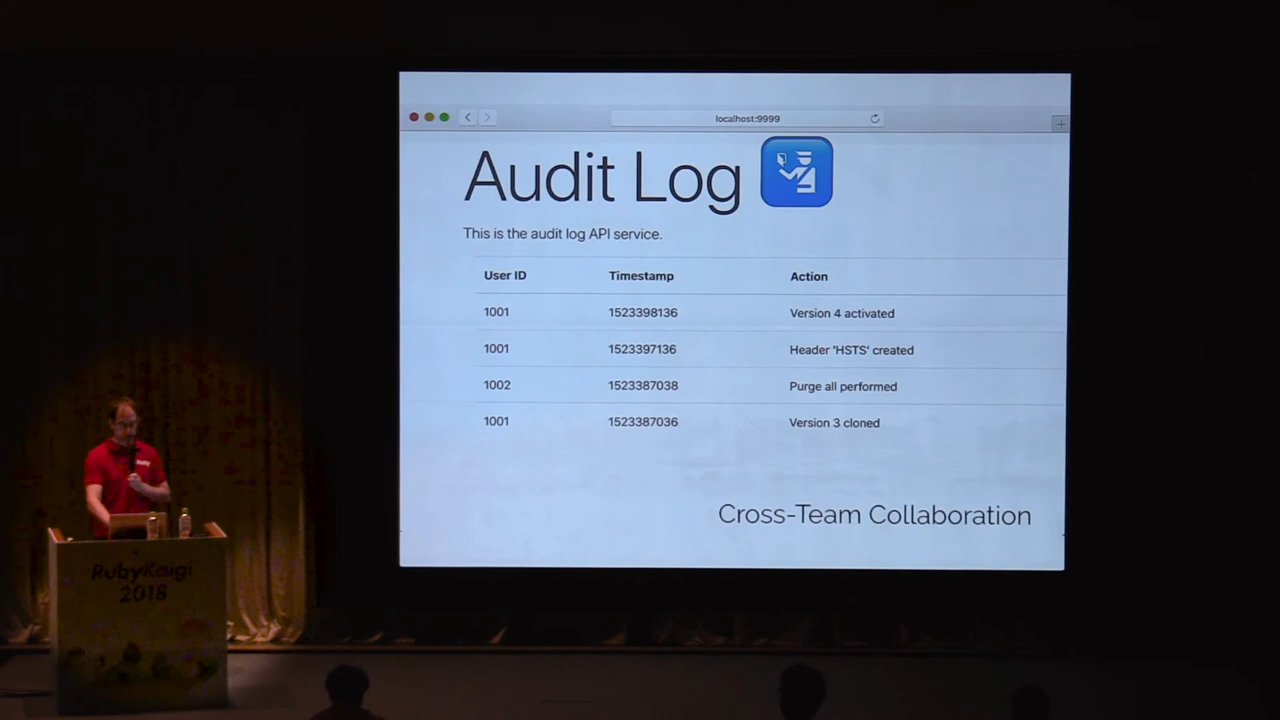 localhost:9999
Audit Log
This is the audit log API service.
User ID Timestamp Action
1001 1523398136 Version 4 activated
1001 1523397136 Header 'HSTS' created
1002 1523387038 Purge all performed
1001 1523387036 Version 3 cloned
Cross-Team Collaboration
RubyKaigi
2018